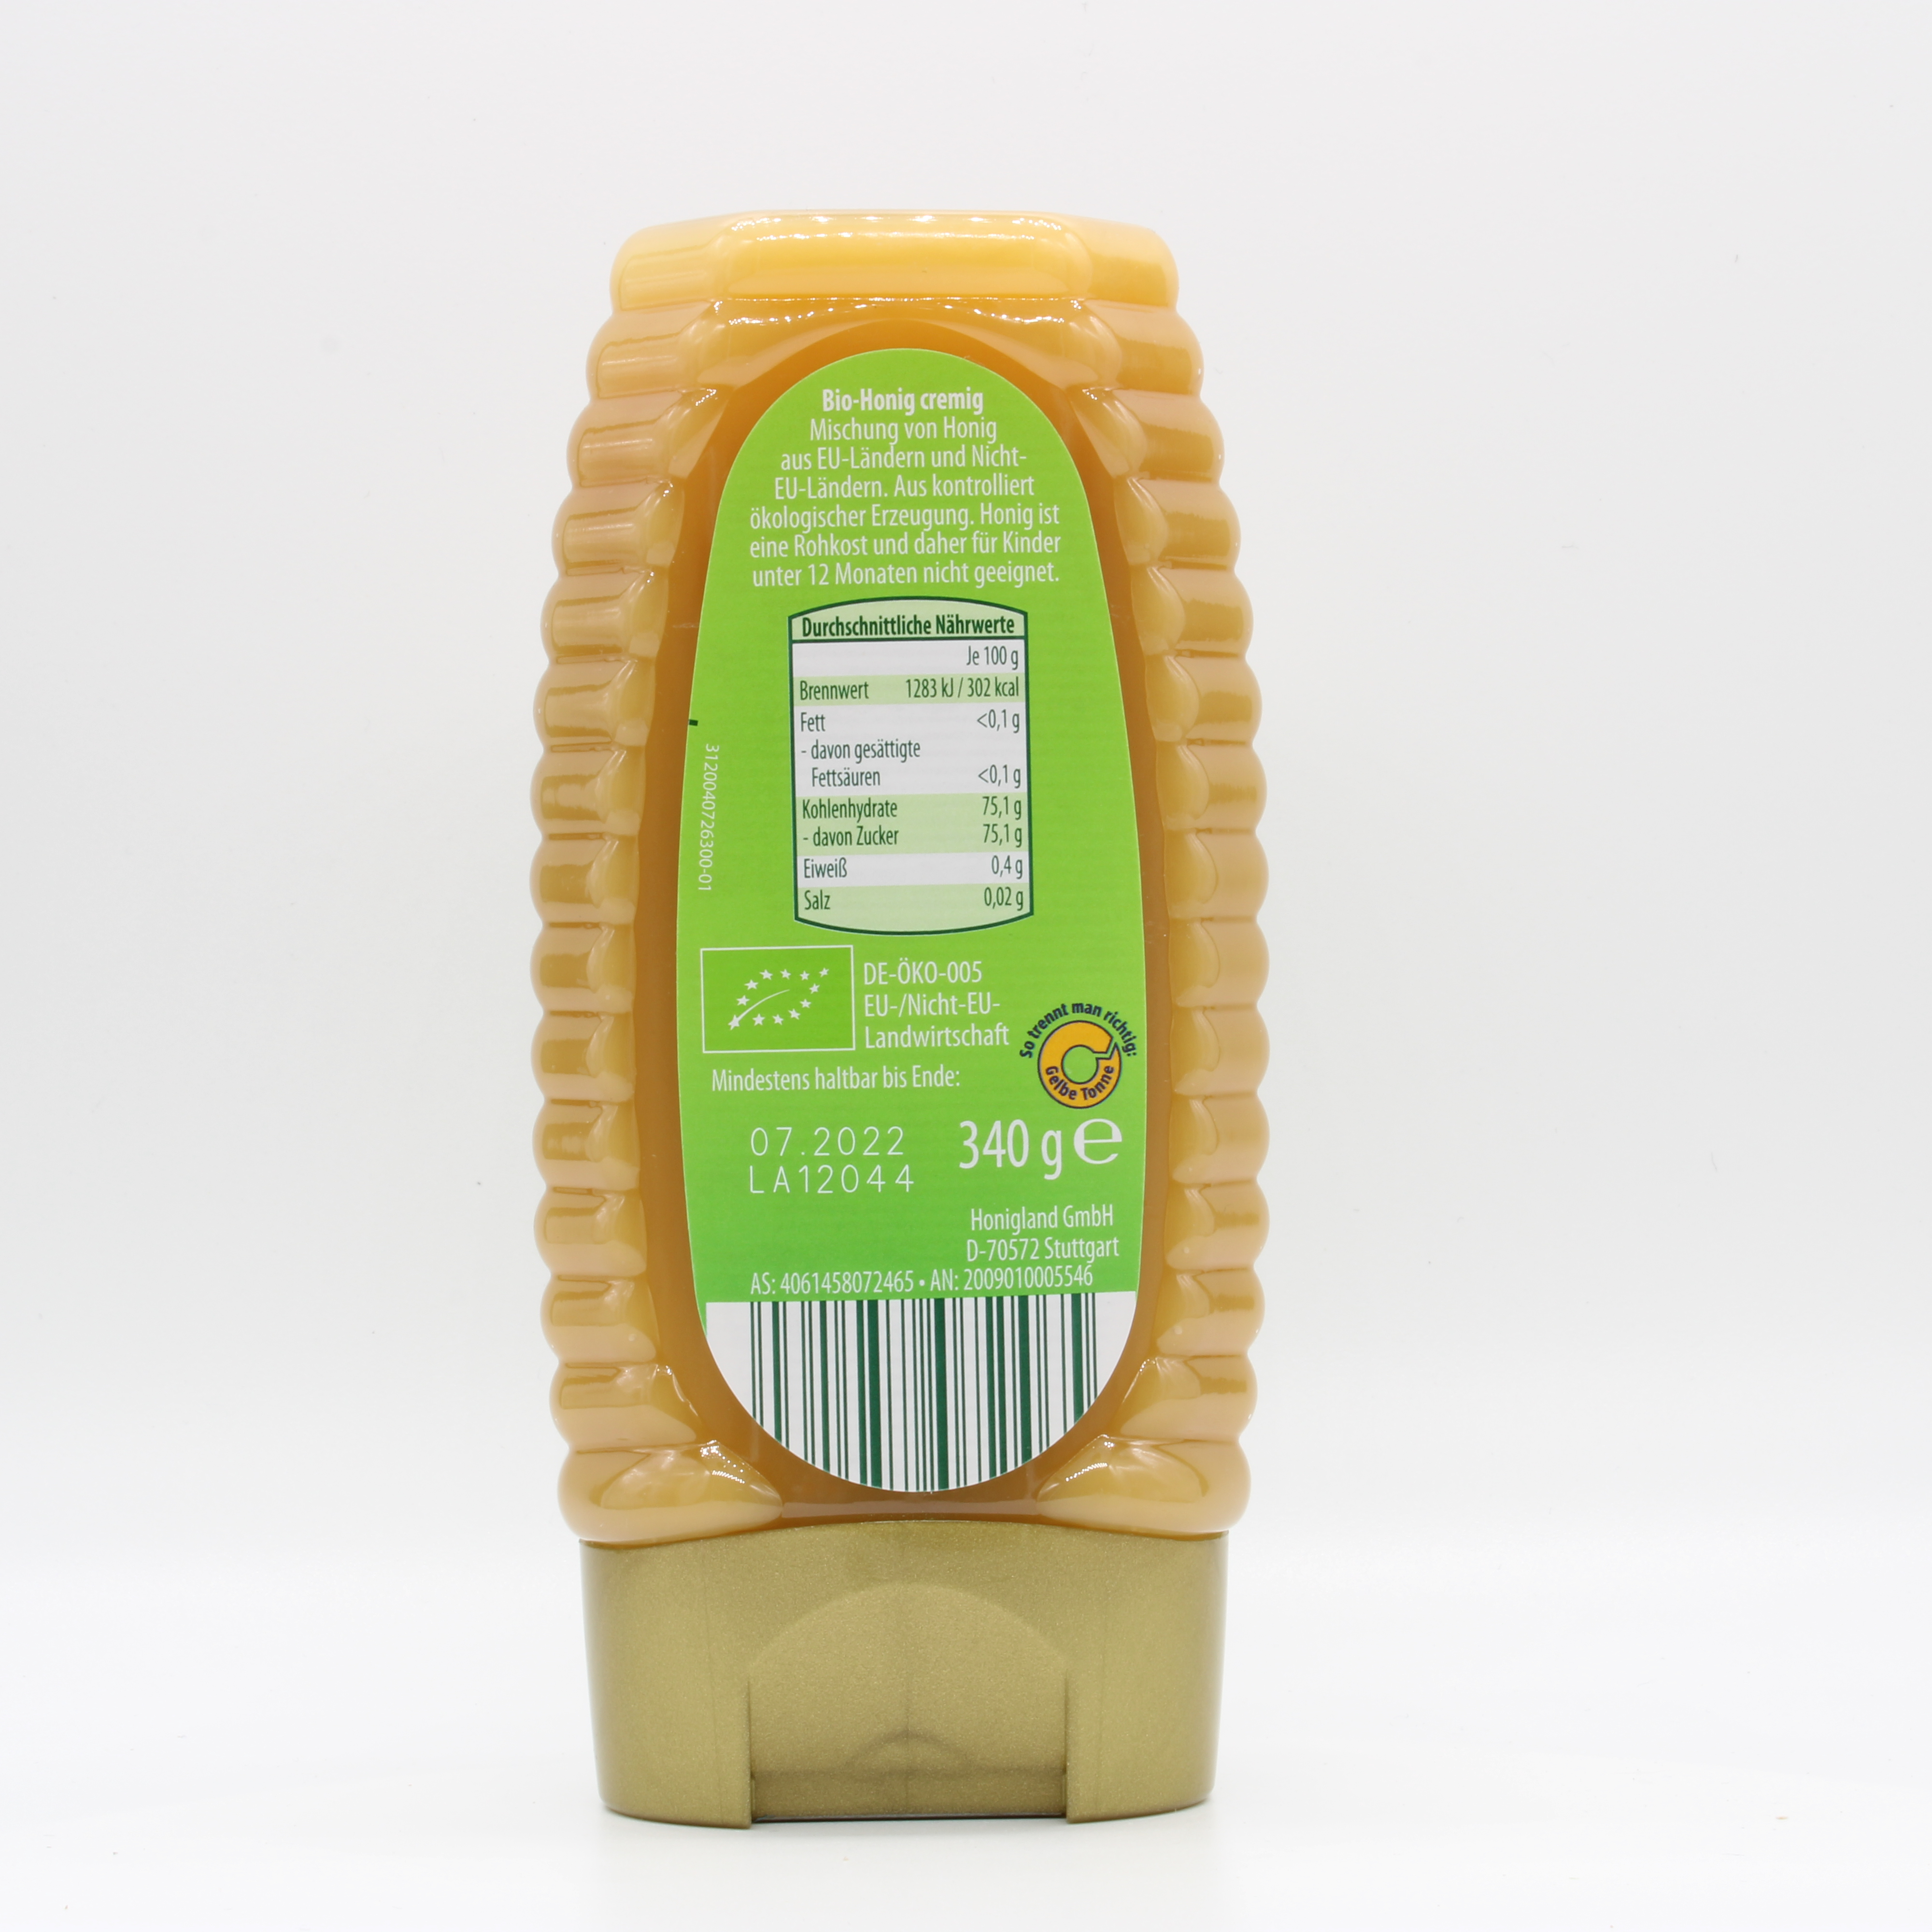 Bio-Honig cremig
Mischung von Honig
aus EU-Ländern und Nicht-
EU-Ländern. Aus kontrolliert
ökologischer Erzeugung. Honig ist
eine Rohkost und daher für Kinder
unter 12 Monaten nicht geeignet.
Durchschnittliche Nährwerte
Je 100 g
Brennwert 1283 kJ / 302 kcal
Fett <0,1 g
- davon gesättigte
Fettsäuren <0,1 g
Kohlenhydrate 75,1 g
- davon Zucker 75,1 g
Eiweiß 0,4 g
Salz 0,02 g
3120040726300-01
DE-ÖKO-005
EU-/Nicht-EU-
Landwirtschaft
So trennt man richtig:
Gelbe Tonne
Mindestens haltbar bis Ende:
07.2022
LA12044
340 g e
Honigland GmbH
D-70572 Stuttgart
AS: 4061458072465 • AN: 2009010005546